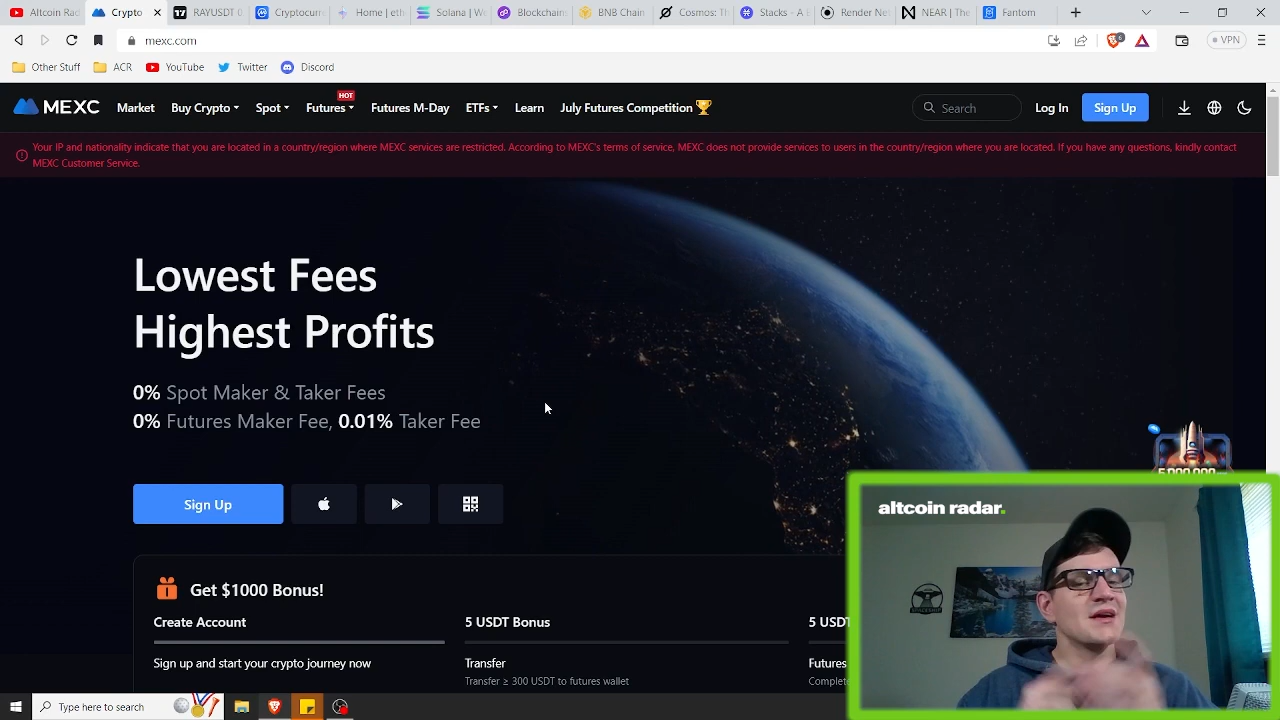 Altcoin Rad
Cryptc
RAYUSDT 0
Cryptocurr
Home | eth
Solana | We
Blockchain
BNB Chain
Cosmos: Th
Stacks - A B
Render Net
NEAR | The
Fantom
mexc.com
6
VPN
Other Stuff
ACR
YouTube
Twitter
Discord
MEXC
Market
Buy Crypto
Spot
Futures
HOT
Futures M-Day
ETFs
Learn
July Futures Competition
Search
Log In
Sign Up
Your IP and nationality indicate that you are located in a country/region where MEXC services are restricted. According to MEXC's terms of service, MEXC does not provide services to users in the country/region where you are located. If you have any questions, kindly contact
MEXC Customer Service.
Lowest Fees
Highest Profits
0% Spot Maker & Taker Fees
0% Futures Maker Fee, 0.01% Taker Fee
Sign Up
altcoin radar.
SPACESHIP
Get $1000 Bonus!
Create Account
5 USDT Bonus
5 USDT
Sign up and start your crypto journey now
Transfer
Futures
Transfer ≥ 300 USDT to futures wallet
Complete
Type here to search